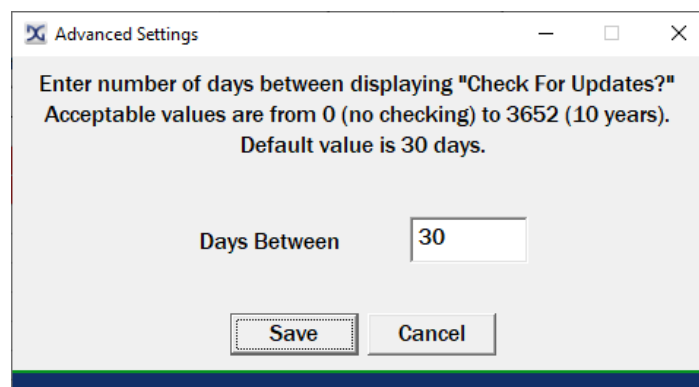 Advanced Settings
Enter number of days between displaying "Check For Updates?"
Acceptable values are from 0 (no checking) to 3652 (10 years).
Default value is 30 days.
Days Between 30
Save Cancel